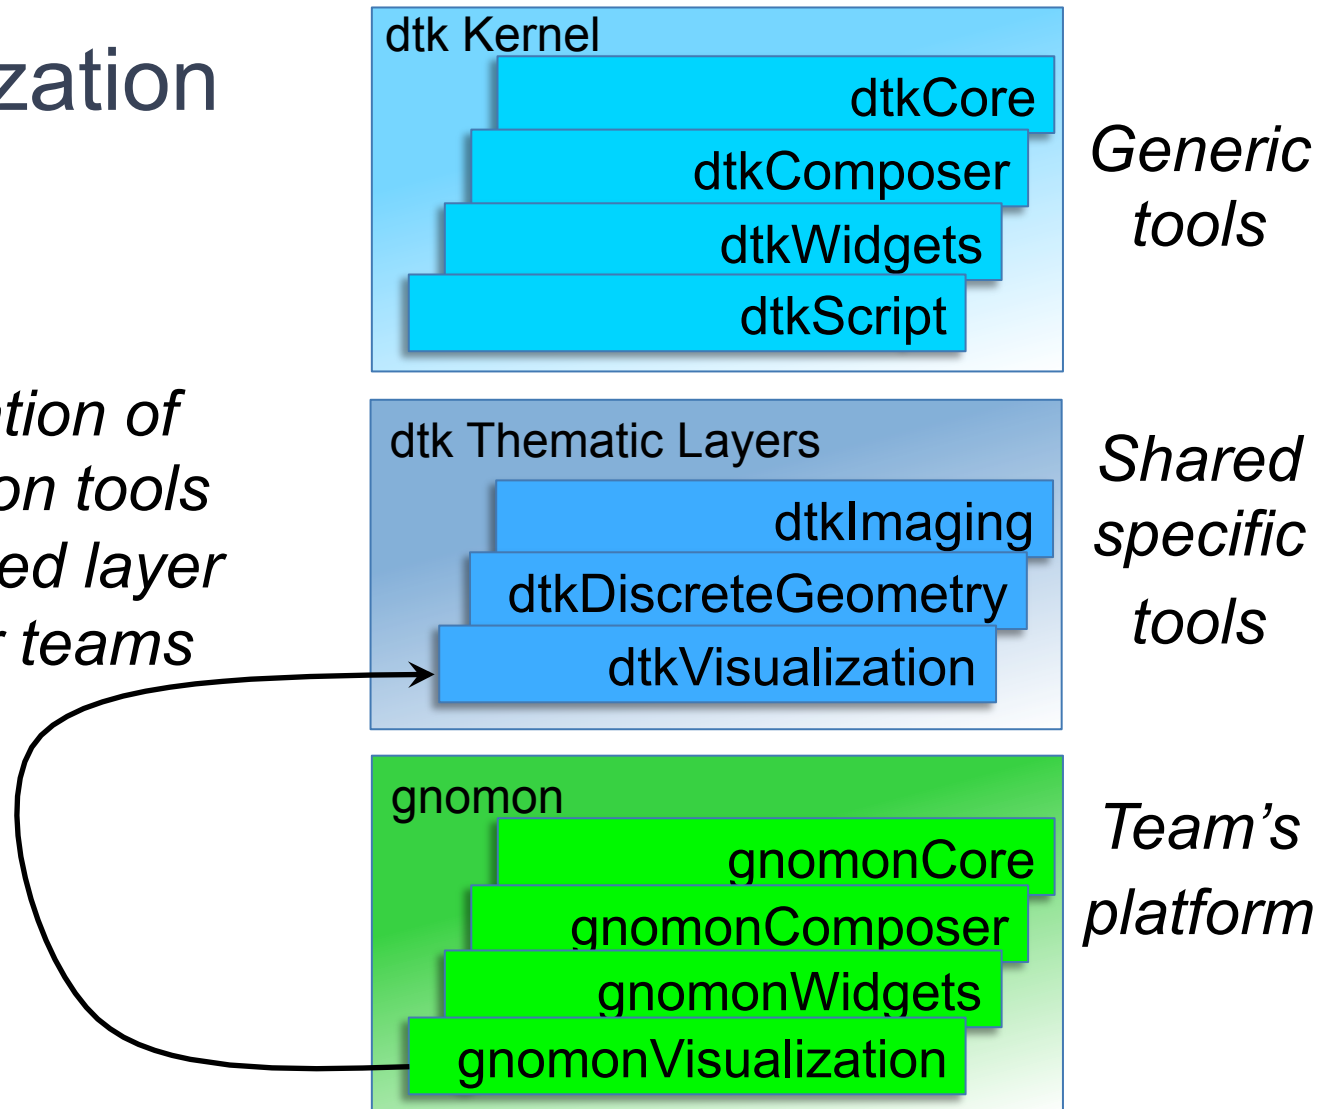 zation
dtk Kernel
dtkCore
dtkComposer
dtkWidgets
dtkScript
Generic
tools
tion of
on tools
ed layer
teams
dtk Thematic Layers
dtkImaging
dtkDiscreteGeometry
dtkVisualization
Shared
specific
tools
gnomon
gnomonCore
gnomonComposer
gnomonWidgets
gnomonVisualization
Team’s
platform